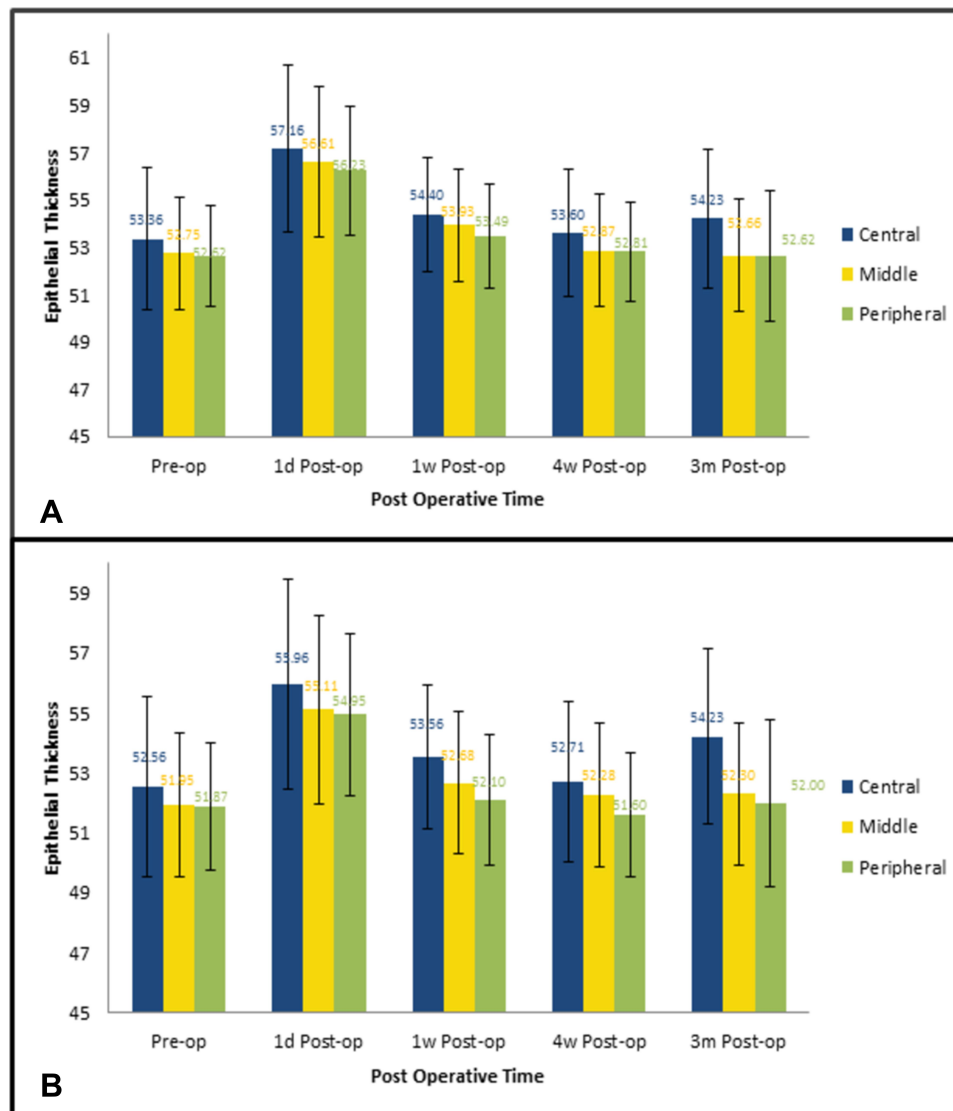 61
59
57
55
53
51
49
47
45
Epithelial Thickness
53.36
52.75
52.62
57.16
56.61
56.23
54.40
53.93
53.49
53.60
52.87
52.81
54.23
52.66
52.62
Central
Middle
Peripheral
Pre-op
1d Post-op
1w Post-op
4w Post-op
3m Post-op
Post Operative Time
A
59
57
55
53
51
49
47
45
Epithelial Thickness
52.56
51.95
51.87
55.96
55.11
54.95
53.56
52.68
52.10
52.71
52.28
51.60
54.23
52.30
52.00
Central
Middle
Peripheral
Pre-op
1d Post-op
1w Post-op
4w Post-op
3m Post-op
Post Operative Time
B